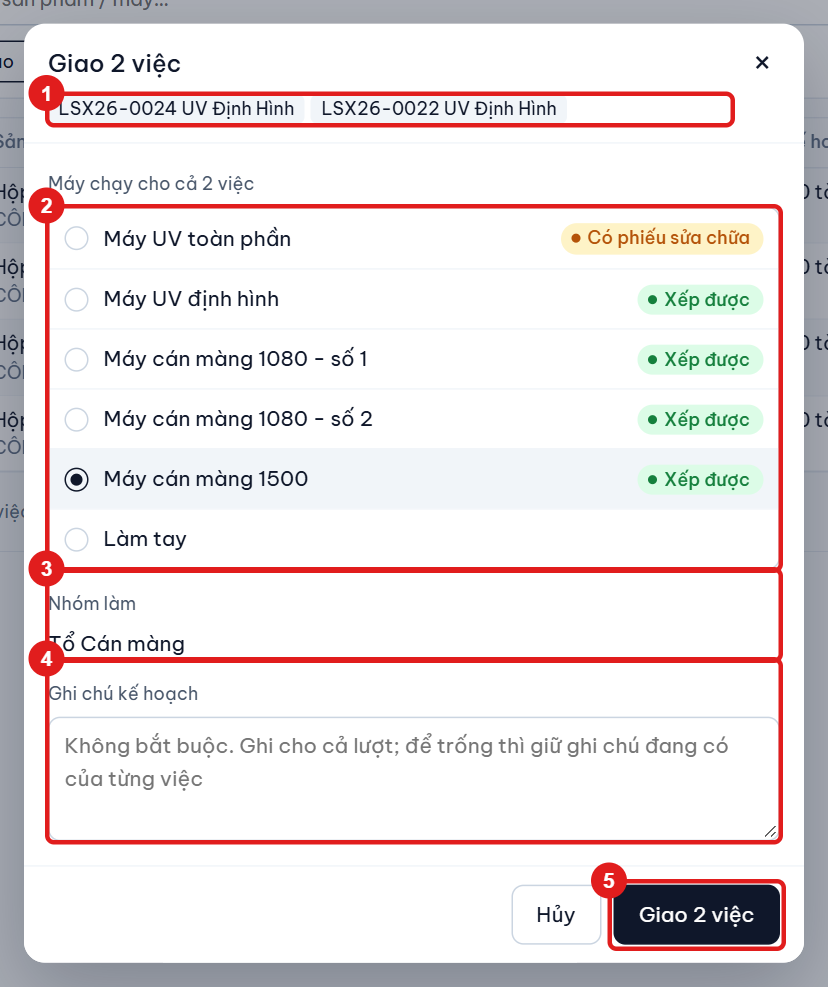 sản phẩm / máy...
Giao 2 việc ×
1
LSX26-0024 UV Định Hình LSX26-0022 UV Định Hình
Máy chạy cho cả 2 việc
2
Máy UV toàn phần Có phiếu sửa chữa
Máy UV định hình Xếp được
Máy cán màng 1080 - số 1 Xếp được
Máy cán màng 1080 - số 2 Xếp được
Máy cán màng 1500 Xếp được
Làm tay
3
Nhóm làm
Tổ Cán màng
4
Ghi chú kế hoạch
Không bắt buộc. Ghi cho cả lượt; để trống thì giữ ghi chú đang có
của từng việc
5
Hủy Giao 2 việc